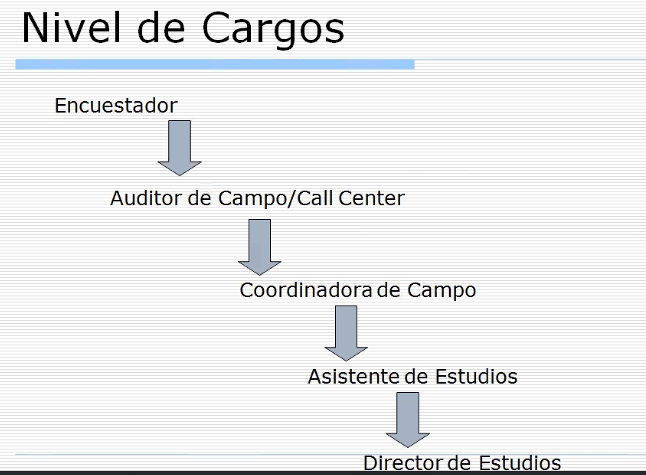 Nivel de Cargos
Encuestador
Auditor de Campo/Call Center
Coordinadora de Campo
Asistente de Estudios
Director de Estudios